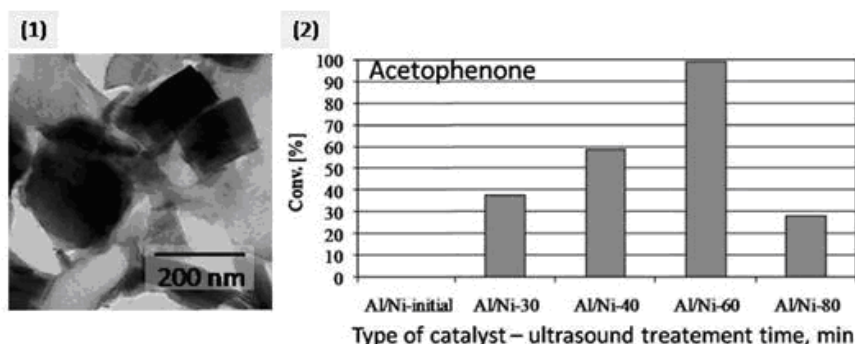 (1)
(2)
200 nm
Acetophenone
Conv. [%]
100
90
80
70
60
50
40
30
20
10
0
Al/Ni-initial Al/Ni-30 Al/Ni-40 Al/Ni-60 Al/Ni-80
Type of catalyst – ultrasound treatement time, min